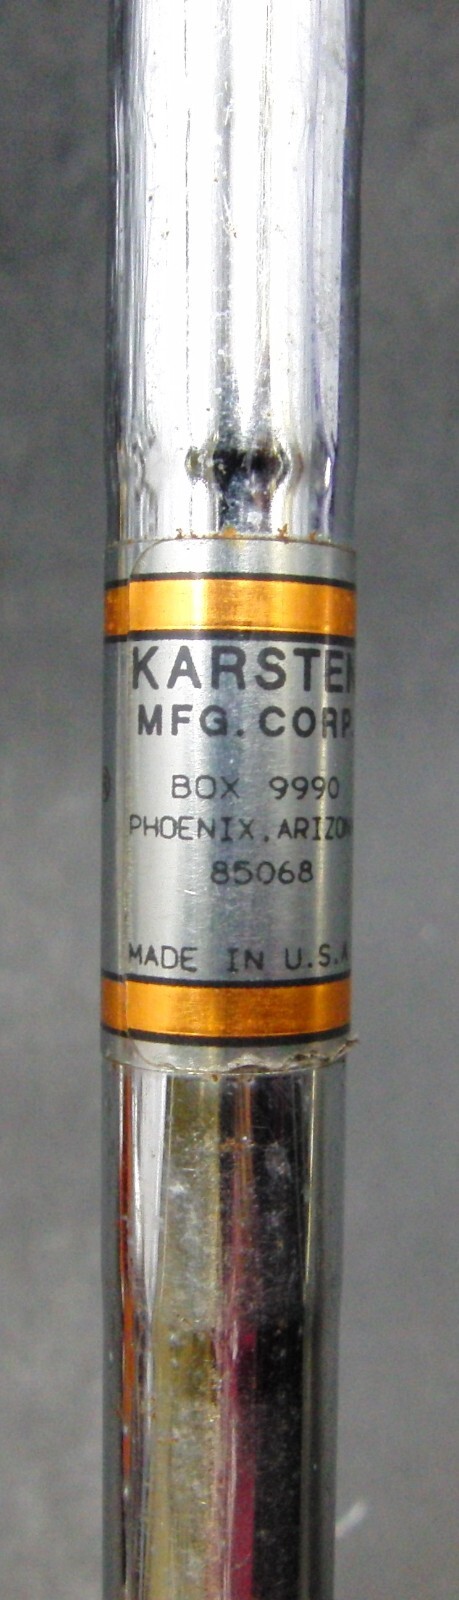 KARSTEN
MFG. CORP.
BOX 9990
PHOENIX, ARIZON
85068
MADE IN U.S.A